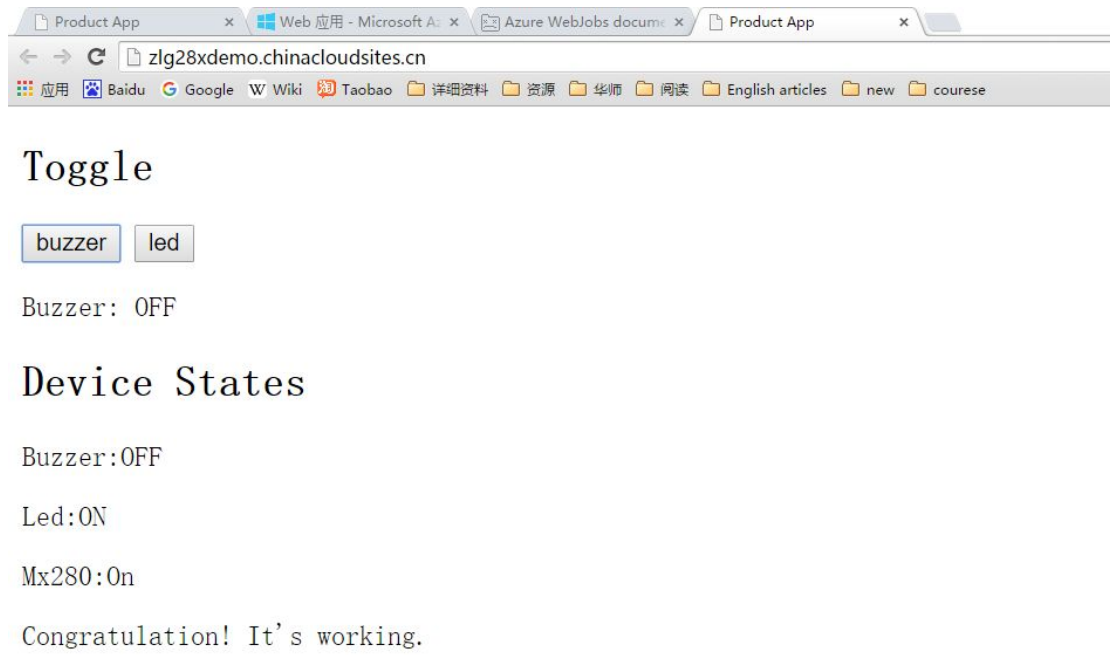 Product App Web 应用 - Microsoft Az Azure WebJobs docume Product App
zlg28xdemo.chinacloudsites.cn
应用 Baidu Google Wiki Taobao 详细资料 资源 华师 阅读 English articles new courese
Toggle
buzzer led
Buzzer: OFF
Device States
Buzzer:OFF
Led:ON
Mx280:On
Congratulation! It's working.